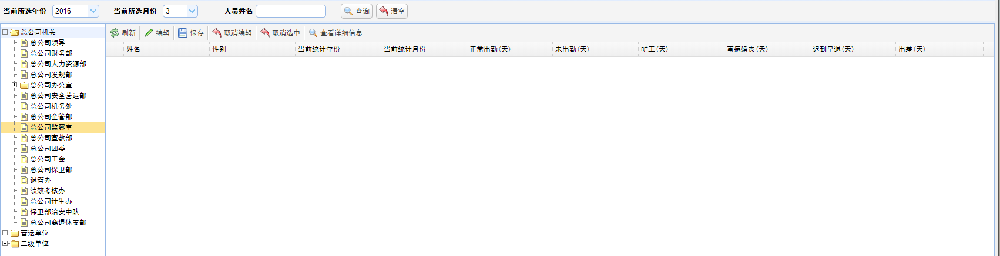 当前所选年份 2016 当前所选月份 3 人员姓名 查询 清空
刷新 编辑 保存 取消编辑 取消选中 查看详细信息
姓名 性别 当前统计年份 当前统计月份 正常出勤(天) 未出勤(天) 旷工(天) 事病婚丧(天) 迟到早退(天) 出差(天)
总公司机关
总公司领导
总公司财务部
总公司人力资源部
总公司发规部
总公司办公室
总公司安全营运部
总公司机务处
总公司企管部
总公司监察室
总公司宣教部
总公司团委
总公司工会
总公司保卫部
退管办
绩效考核办
总公司计生办
保卫部治安中队
总公司离退休支部
营运单位
二级单位